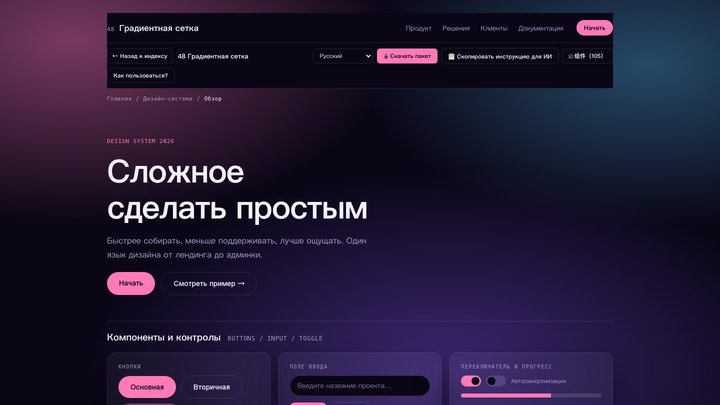 48 Градиентная сетка
Продукт Решения Клиенты Документация Начать
← Назад к индексу 48 Градиентная сетка Русский Скачать пакет Скопировать инструкцию для ИИ 组件 (105)
Как пользоваться?
Главная / Дизайн-система / Обзор
DESIGN SYSTEM 2026
Сложное
сделать простым
Быстрее собирать, меньше поддерживать, лучше ощущать. Один
язык дизайна от лендинга до админки.
Начать Смотреть пример →
Компоненты и контролы BUTTONS / INPUT / TOGGLE
КНОПКИ
Основная Вторичная
ПОЛЕ ВВОДА
Введите название проекта...
ПЕРЕКЛЮЧАТЕЛЬ И ПРОГРЕСС
Автосинхронизация